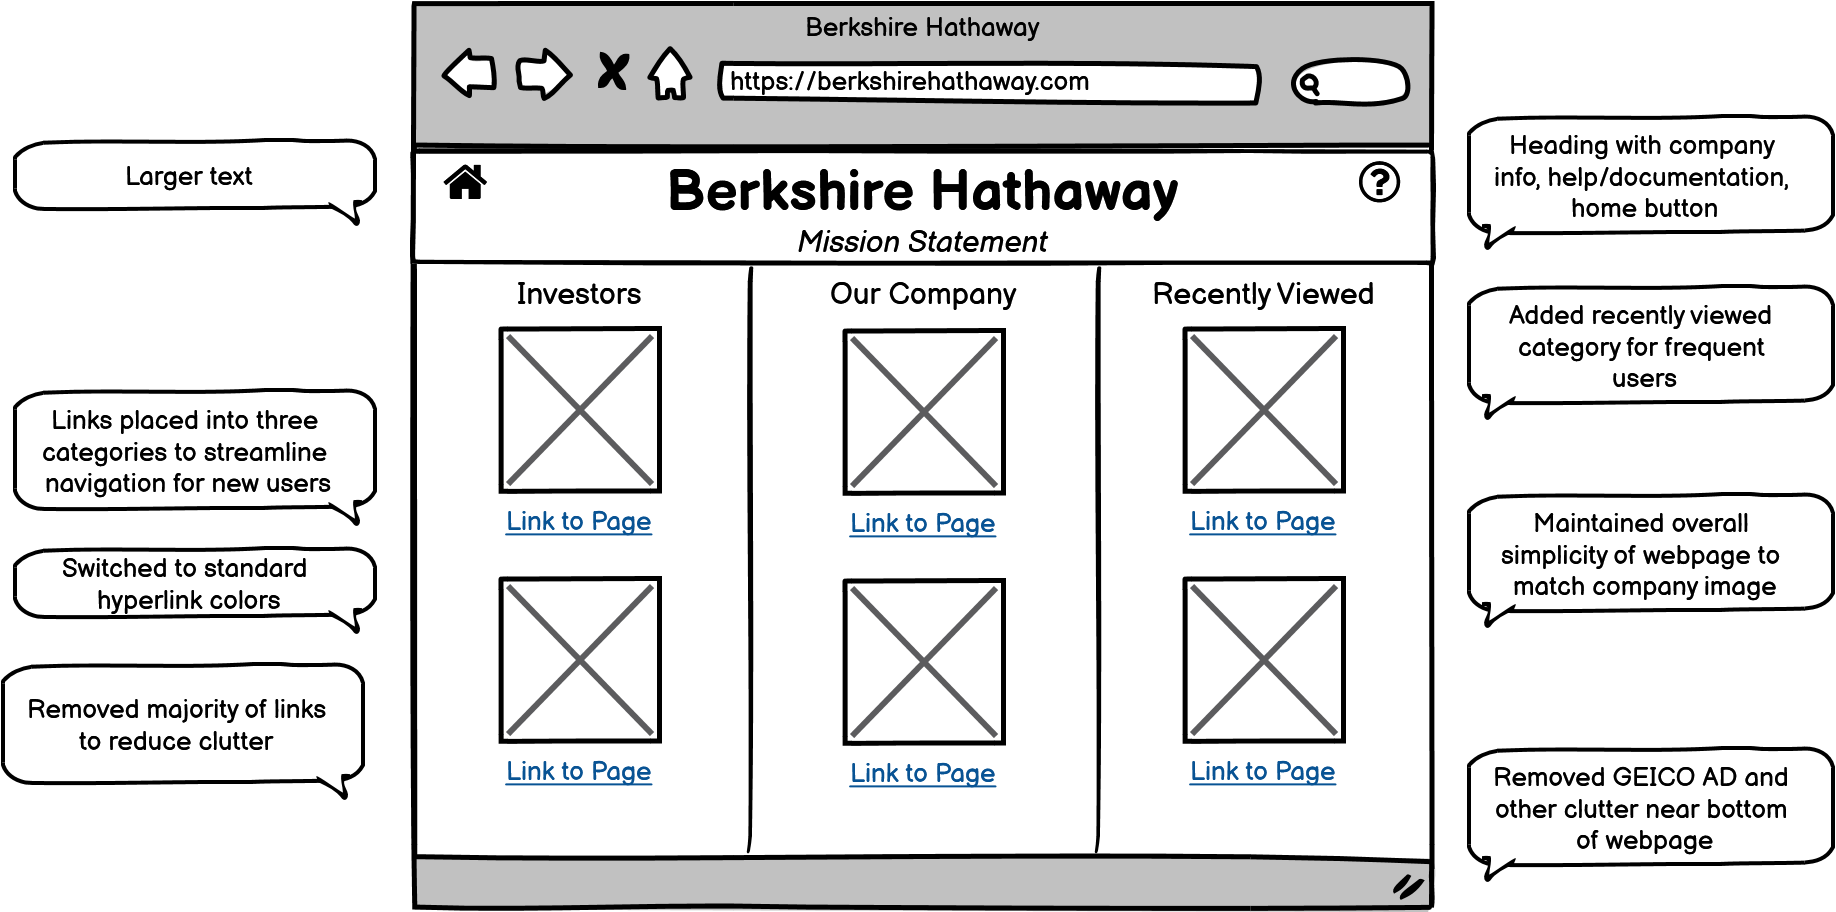 Berkshire Hathaway
https://berkshirehathaway.com
Berkshire Hathaway
?
Mission Statement
Investors
Our Company
Recently Viewed
Link to Page
Link to Page
Link to Page
Link to Page
Link to Page
Link to Page
Larger text
Links placed into three
categories to streamline
navigation for new users
Switched to standard
hyperlink colors
Removed majority of links
to reduce clutter
Heading with company
info, help/documentation,
home button
Added recently viewed
category for frequent
users
Maintained overall
simplicity of webpage to
match company image
Removed GEICO AD and
other clutter near bottom
of webpage